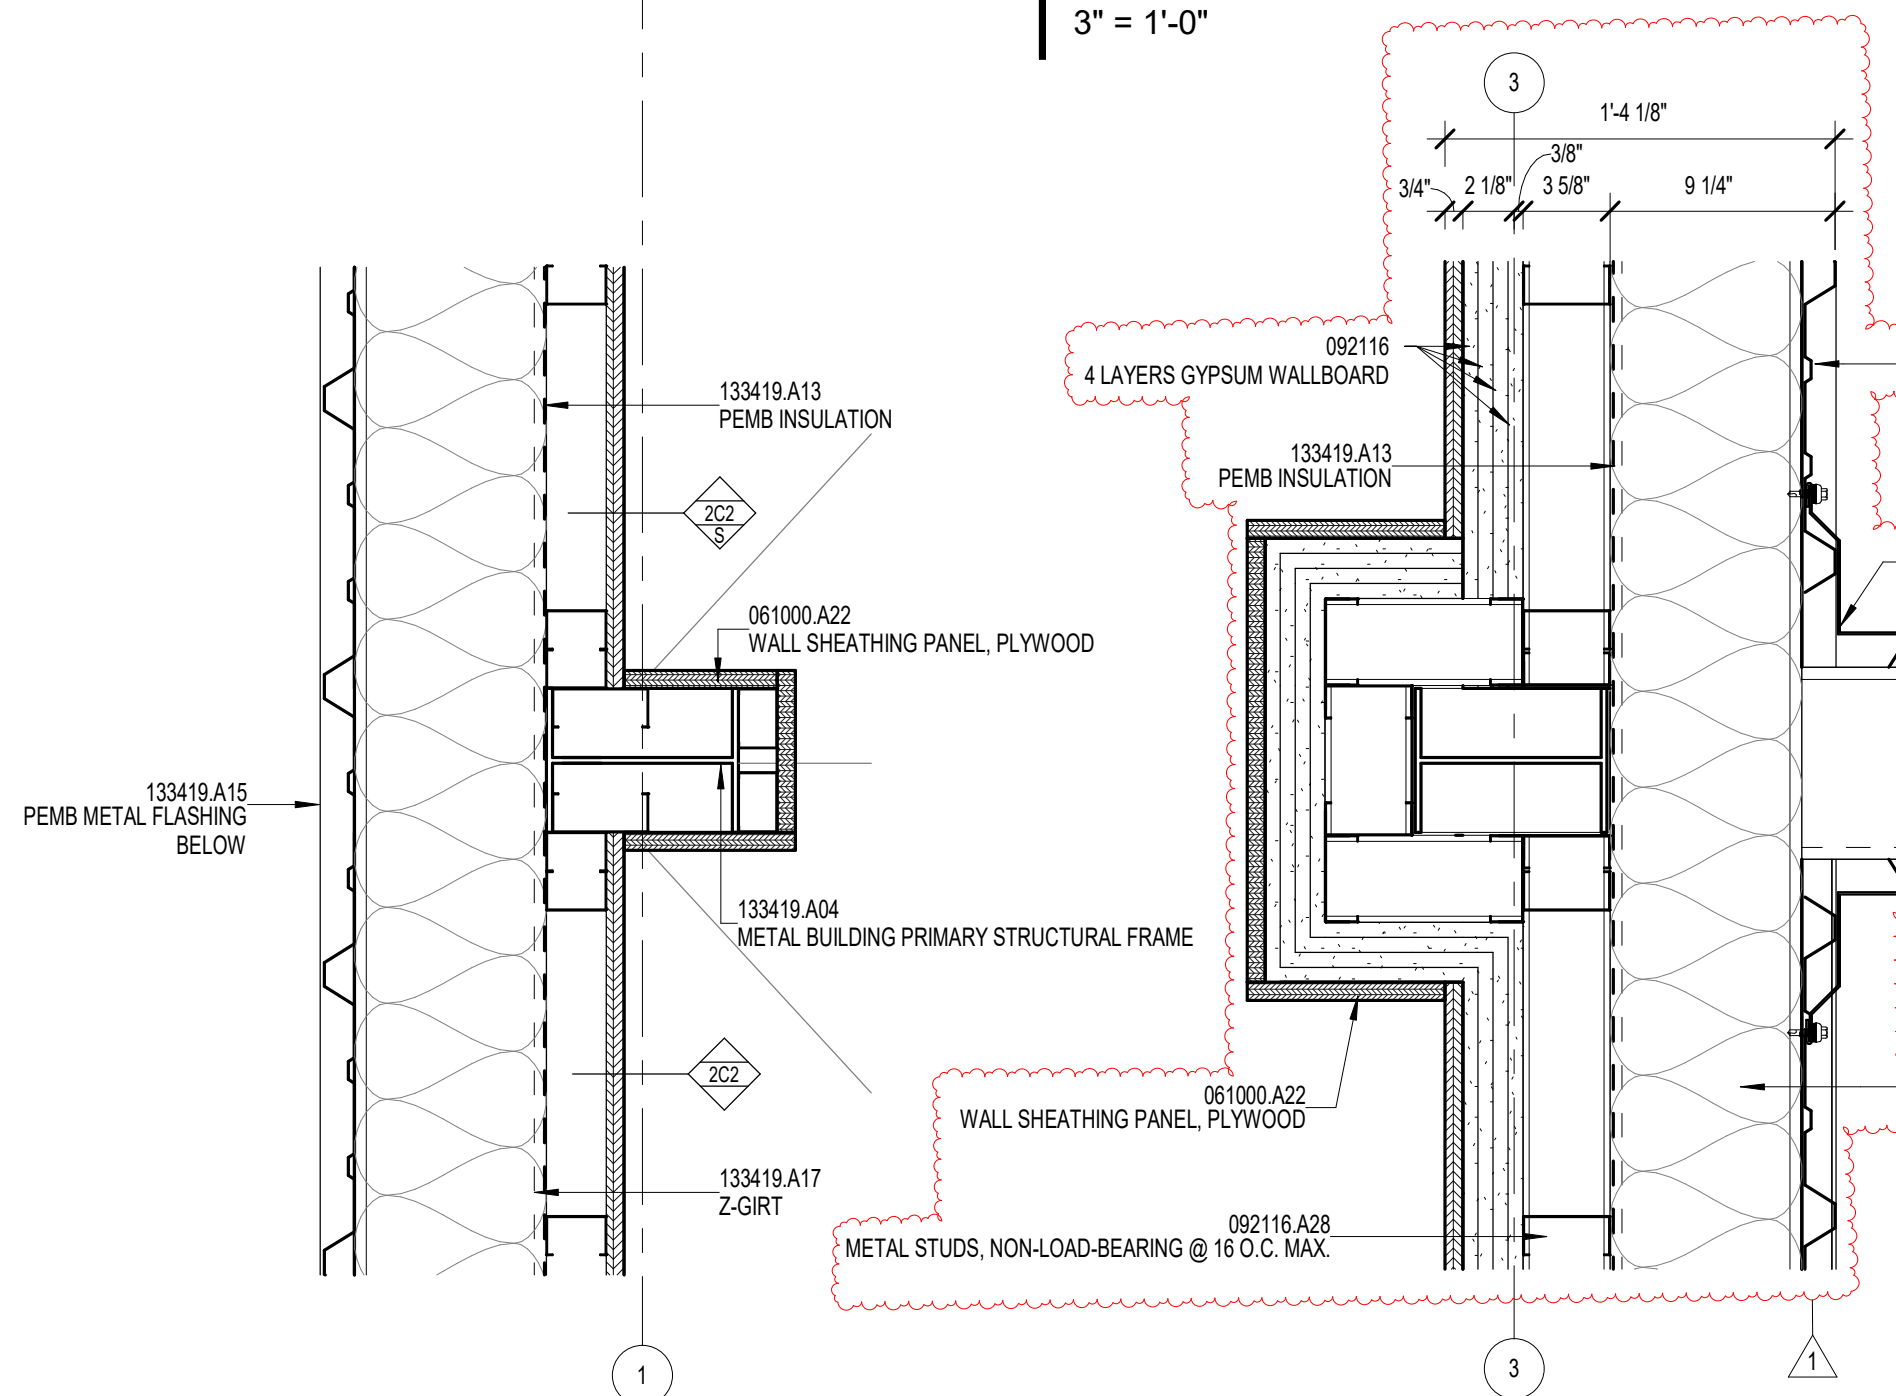 3" = 1'-0"
3
1'-4 1/8"
3/8"
3/4"
2 1/8"
3 5/8"
9 1/4"
092116
4 LAYERS GYPSUM WALLBOARD
133419.A13
PEMB INSULATION
133419.A13
PEMB INSULATION
2C2
S
061000.A22
WALL SHEATHING PANEL, PLYWOOD
133419.A15
PEMB METAL FLASHING
BELOW
133419.A04
METAL BUILDING PRIMARY STRUCTURAL FRAME
2C2
061000.A22
WALL SHEATHING PANEL, PLYWOOD
133419.A17
Z-GIRT
092116.A28
METAL STUDS, NON-LOAD-BEARING @ 16 O.C. MAX.
1
3
1